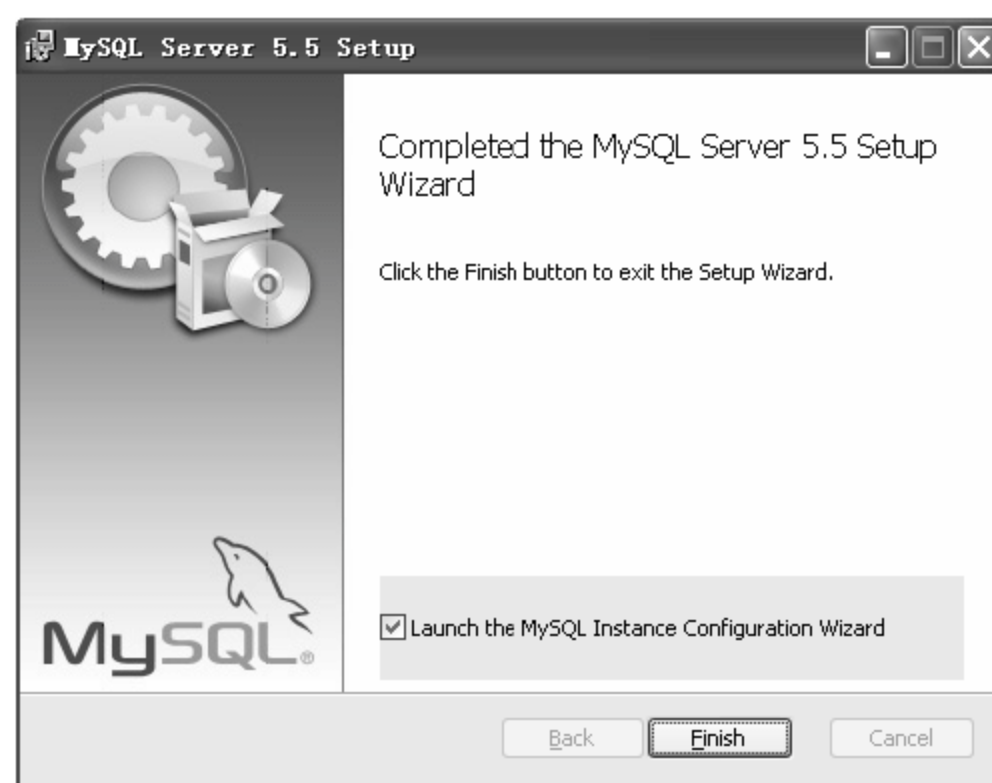 MySQL Server 5.5 Setup
Completed the MySQL Server 5.5 Setup
Wizard
Click the Finish button to exit the Setup Wizard.
Launch the MySQL Instance Configuration Wizard
MySQL®
Back
Finish
Cancel